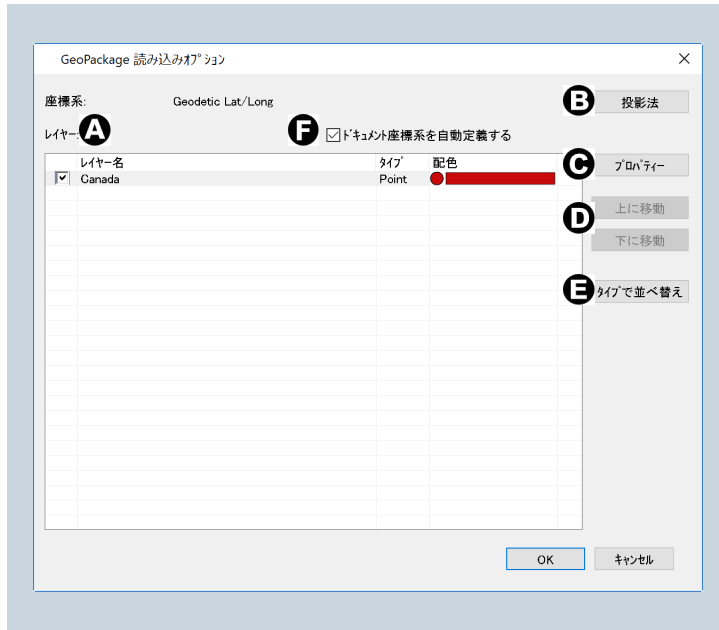 GeoPackage 読み込みｵﾌﾟｼｮﾝ
座標系: Geodetic Lat/Long B 投影法
ﾚｲﾔｰ: A F ﾄﾞｷｭﾒﾝﾄ座標系を自動定義する
ﾚｲﾔｰ名 ﾀｲﾌﾟ 配色 C ﾌﾟﾛﾊﾟﾃｨｰ
Canada Point
D 上に移動
下に移動
E ﾀｲﾌﾟで並べ替え
OK ｷｬﾝｾﾙ